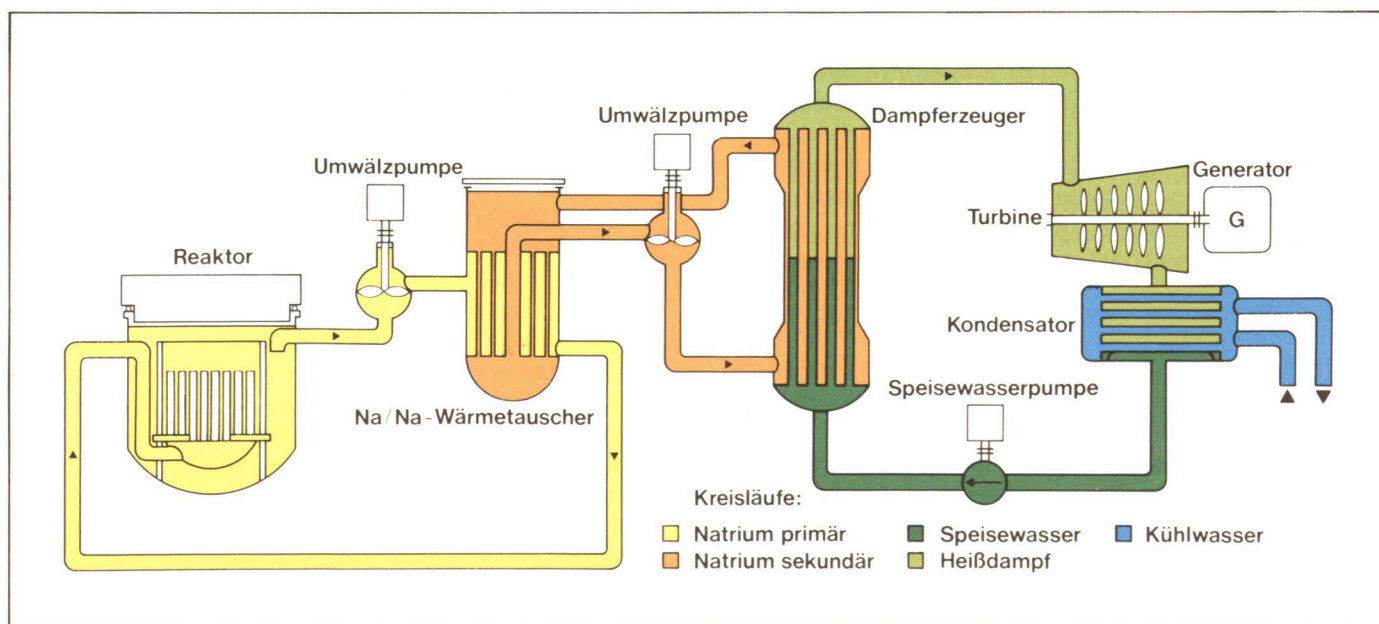 Umwälzpumpe
Dampferzeuger
Umwälzpumpe
Generator
G
Turbine
Reaktor
Kondensator
Na/Na-Wärmetauscher
Speisewasserpumpe
Kreisläufe:
Natrium primär
Speisewasser
Kühlwasser
Natrium sekundär
Heißdampf